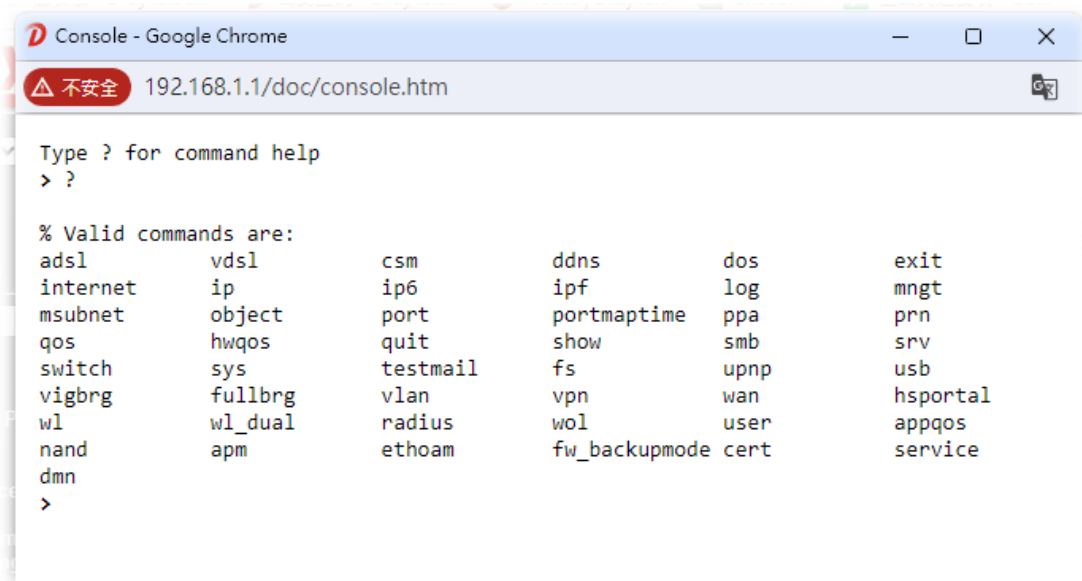 Console - Google Chrome
不安全 192.168.1.1/doc/console.htm
Type ? for command help
> ?
% Valid commands are:
adsl vdsl csm ddns dos exit
internet ip ip6 ipf log mngt
msubnet object port portmaptime ppa prn
qos hwqos quit show smb srv
switch sys testmail fs upnp usb
vigbrg fullbrg vlan vpn wan hsportal
wl wl_dual radius wol user appqos
nand apm ethoam fw_backupmode cert service
dmn
>